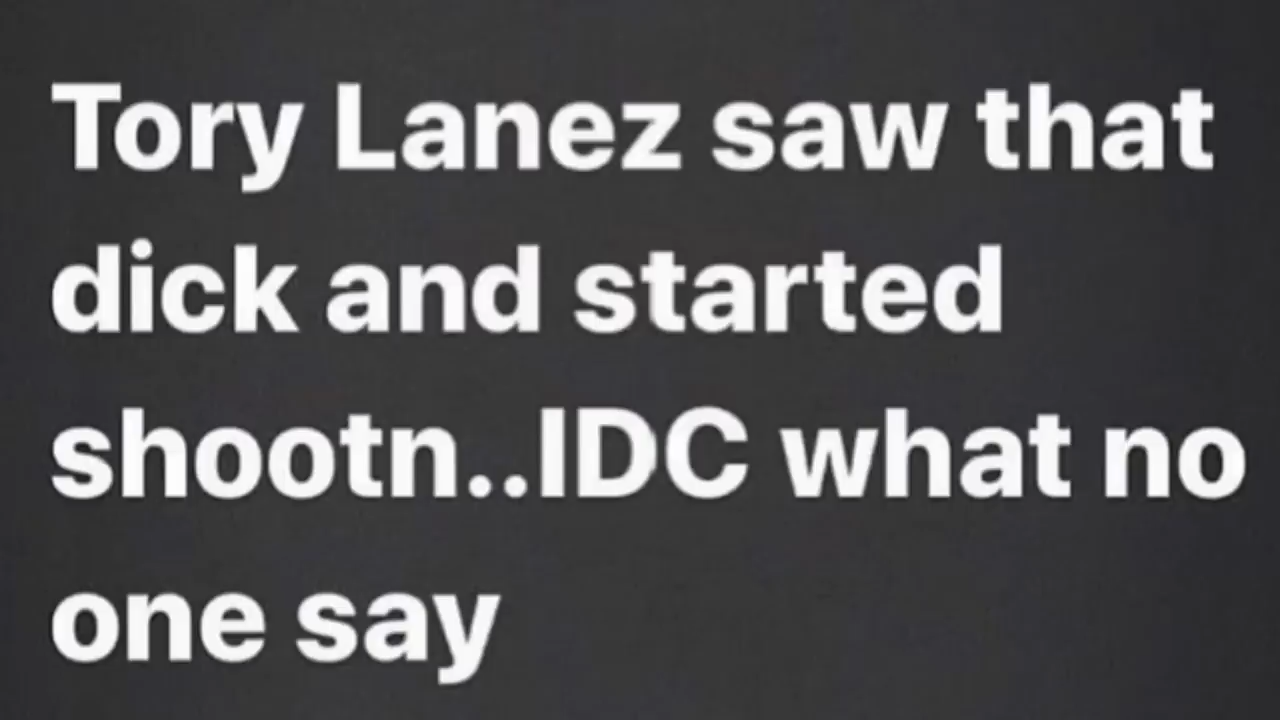 Tory Lanez saw that
dick and started
shootn..IDC what no
one say